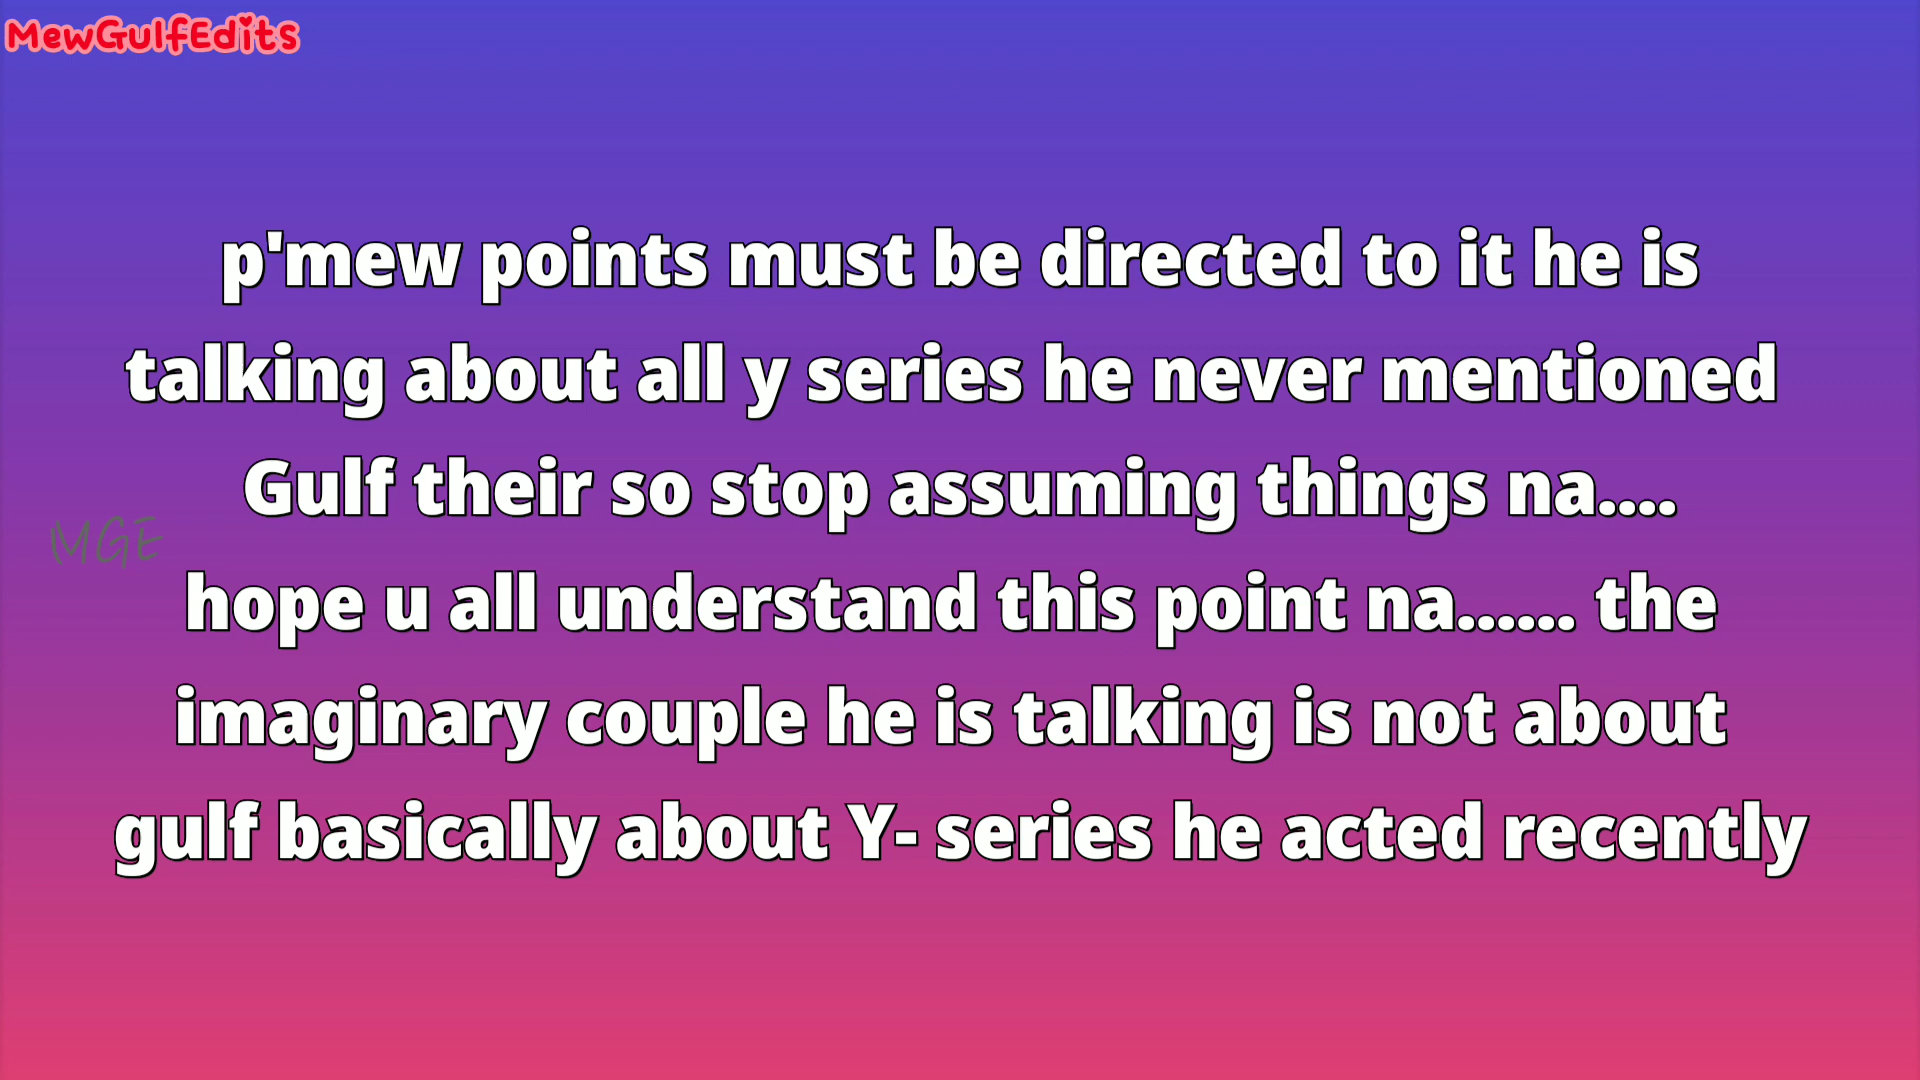 MewGulfEdits
p'mew points must be directed to it he is
talking about all y series he never mentioned
Gulf their so stop assuming things na....
MGE
hope u all understand this point na...... the
imaginary couple he is talking is not about
gulf basically about Y- series he acted recently